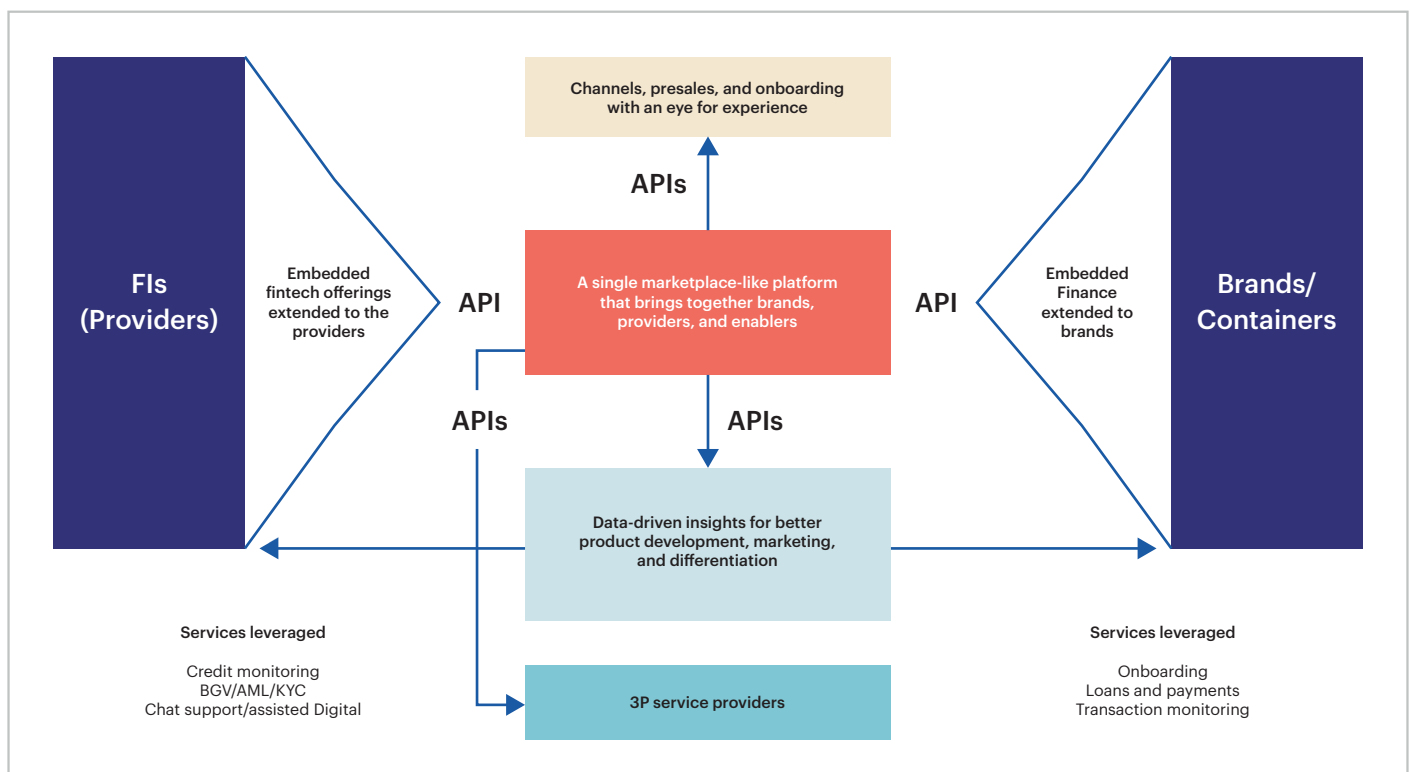 Channels, presales, and onboarding
with an eye for experience
APIs
FIs
(Providers)
Embedded
fintech offerings
extended to the
providers
API
A single marketplace-like platform
that brings together brands,
providers, and enablers
API
Embedded
Finance
extended to
brands
Brands/
Containers
APIs
APIs
Data-driven insights for better
product development, marketing,
and differentiation
Services leveraged
Credit monitoring
BGV/AML/KYC
Chat support/assisted Digital
3P service providers
Services leveraged
Onboarding
Loans and payments
Transaction monitoring